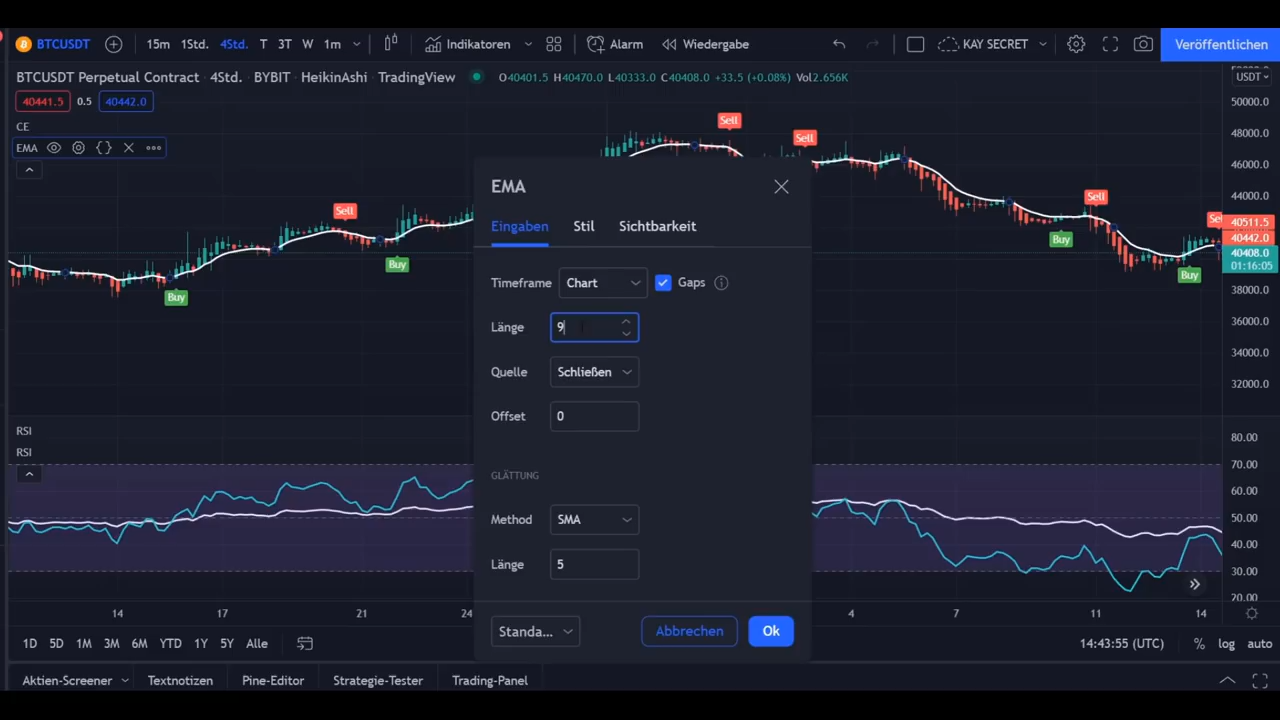 BTCUSDT 15m 1Std. 4Std. T 3T W 1m Indikatoren Alarm Wiedergabe KAY SECRET Veröffentlichen
BTCUSDT Perpetual Contract · 4Std. · BYBIT · HeikinAshi · TradingView O40401.5 H40470.0 L40333.0 C40408.0 +33.5 (+0.08%) Vol2.656K
USDT
40441.5 0.5 40442.0
50000.0
CE
Sell
48000.0
Sell
EMA
46000.0
EMA
44000.0
Sell
Sell
40511.5
Eingaben Stil Sichtbarkeit
40442.0
Buy
40408.0
Buy
01:16:05
Buy
Timeframe Chart Gaps
38000.0
Buy
36000.0
Länge 9
34000.0
Quelle Schließen
32000.0
Offset 0
RSI
80.00
RSI
70.00
GLÄTTUNG
60.00
Method SMA
50.00
40.00
Länge 5
30.00
20.00
14 17 21 24 4 7 11 14
Standa... Abbrechen Ok
1D 5D 1M 3M 6M YTD 1Y 5Y Alle 14:43:55 (UTC) % log auto
Aktien-Screener Textnotizen Pine-Editor Strategie-Tester Trading-Panel